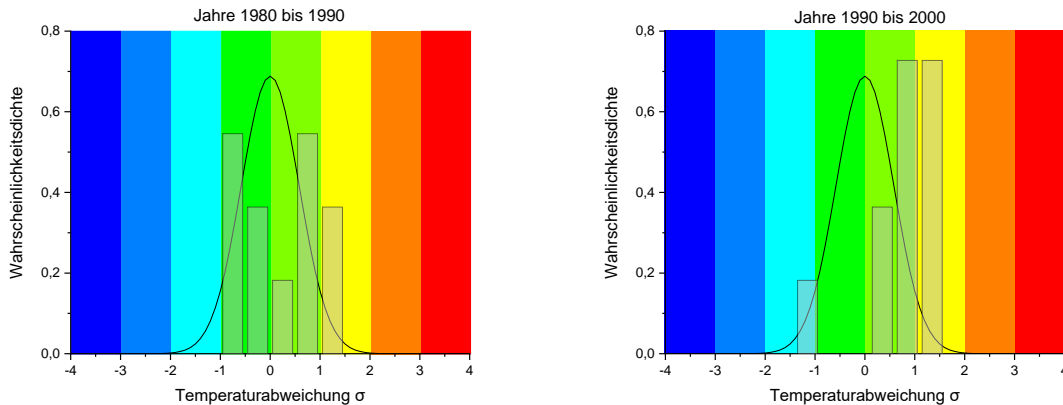 Jahre 1980 bis 1990
0,8
0,6
0,4
0,2
0,0
Wahrscheinlichkeitsdichte
-4 -3 -2 -1 0 1 2 3 4
Temperaturabweichung σ
Jahre 1990 bis 2000
0,8
0,6
0,4
0,2
0,0
Wahrscheinlichkeitsdichte
-4 -3 -2 -1 0 1 2 3 4
Temperaturabweichung σ